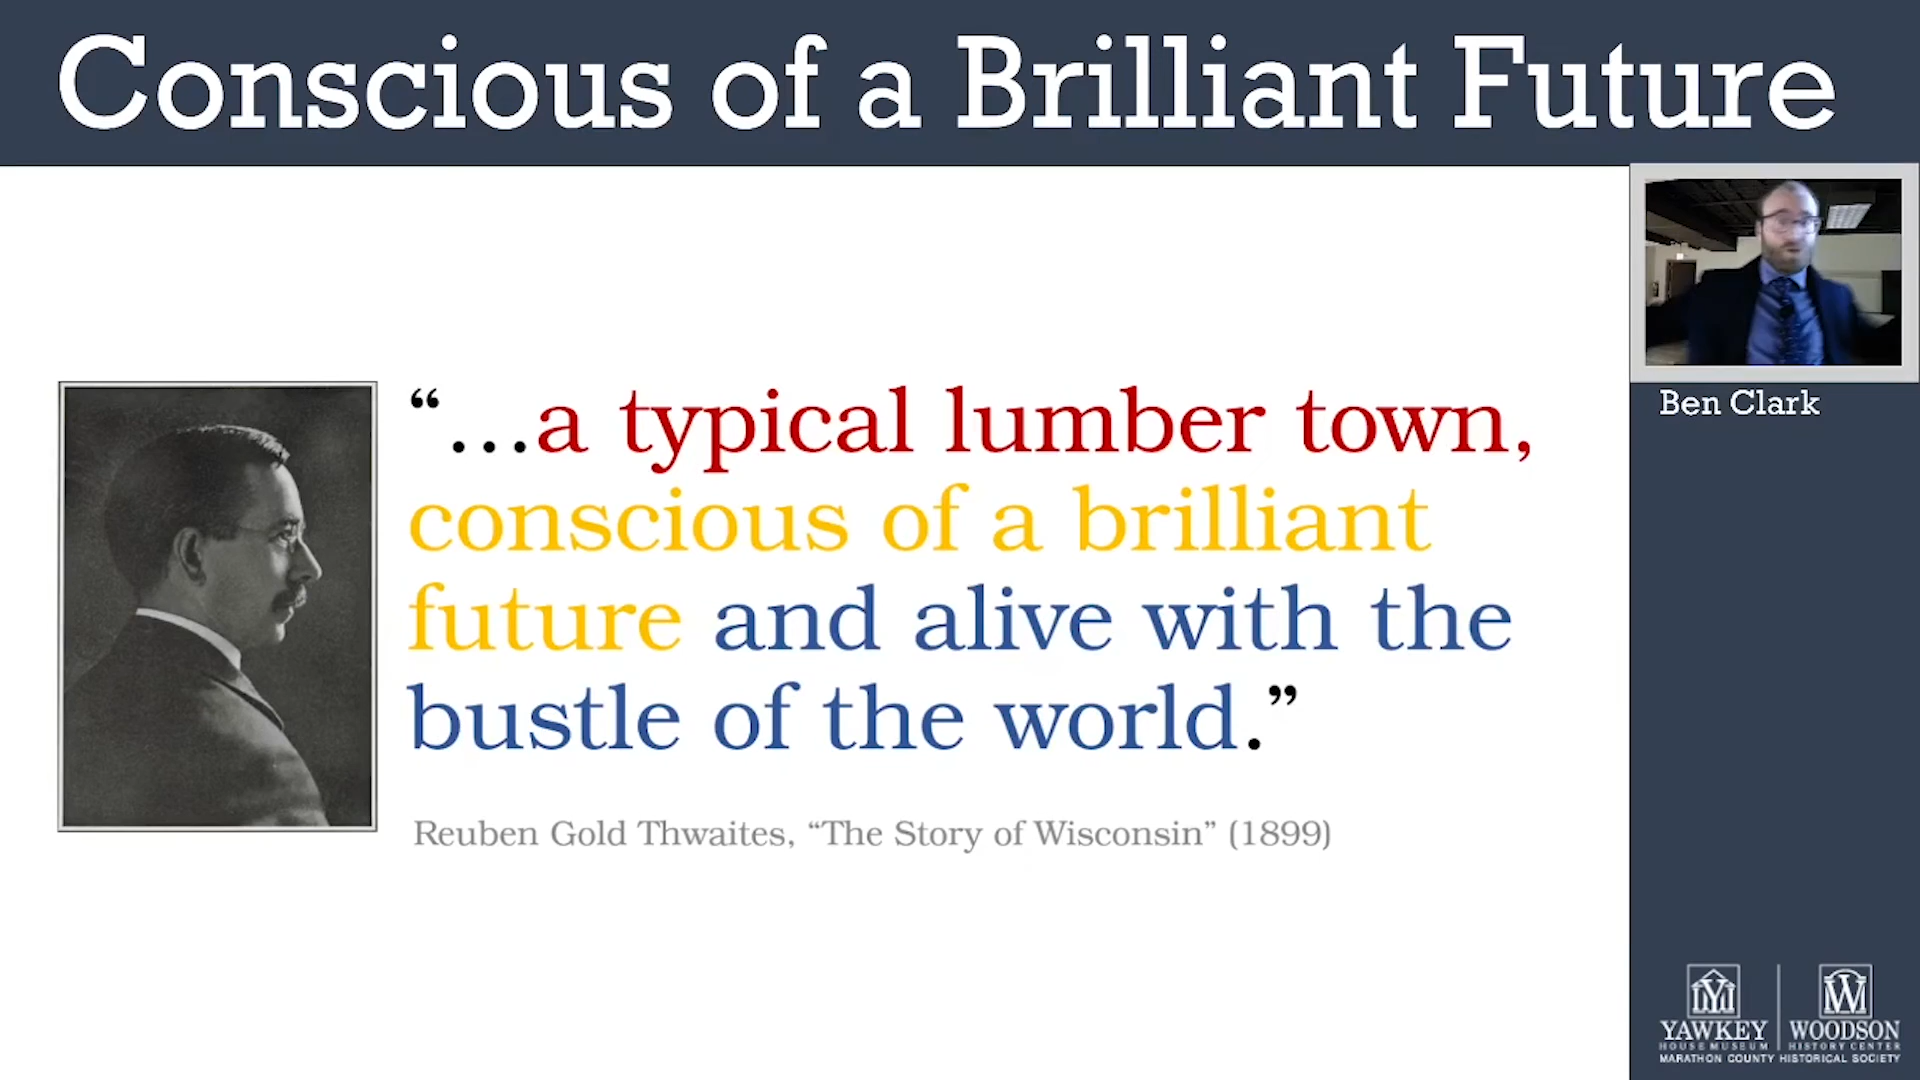 Conscious of a Brilliant Future
“...a typical lumber town,
conscious of a brilliant
future and alive with the
bustle of the world.”
Reuben Gold Thwaites, “The Story of Wisconsin” (1899)
Ben Clark
YAWKEY
HOUSE MUSEUM
WOODSON
HISTORY CENTER
MARATHON COUNTY HISTORICAL SOCIETY